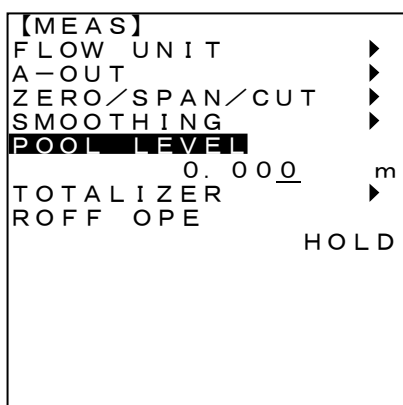 【MEAS】
FLOW UNIT ▶
A－OUT ▶
ZERO／SPAN／CUT ▶
SMOOTHING ▶
POOL LEVEL
0.000 m
TOTALIZER ▶
ROFF OPE
HOLD